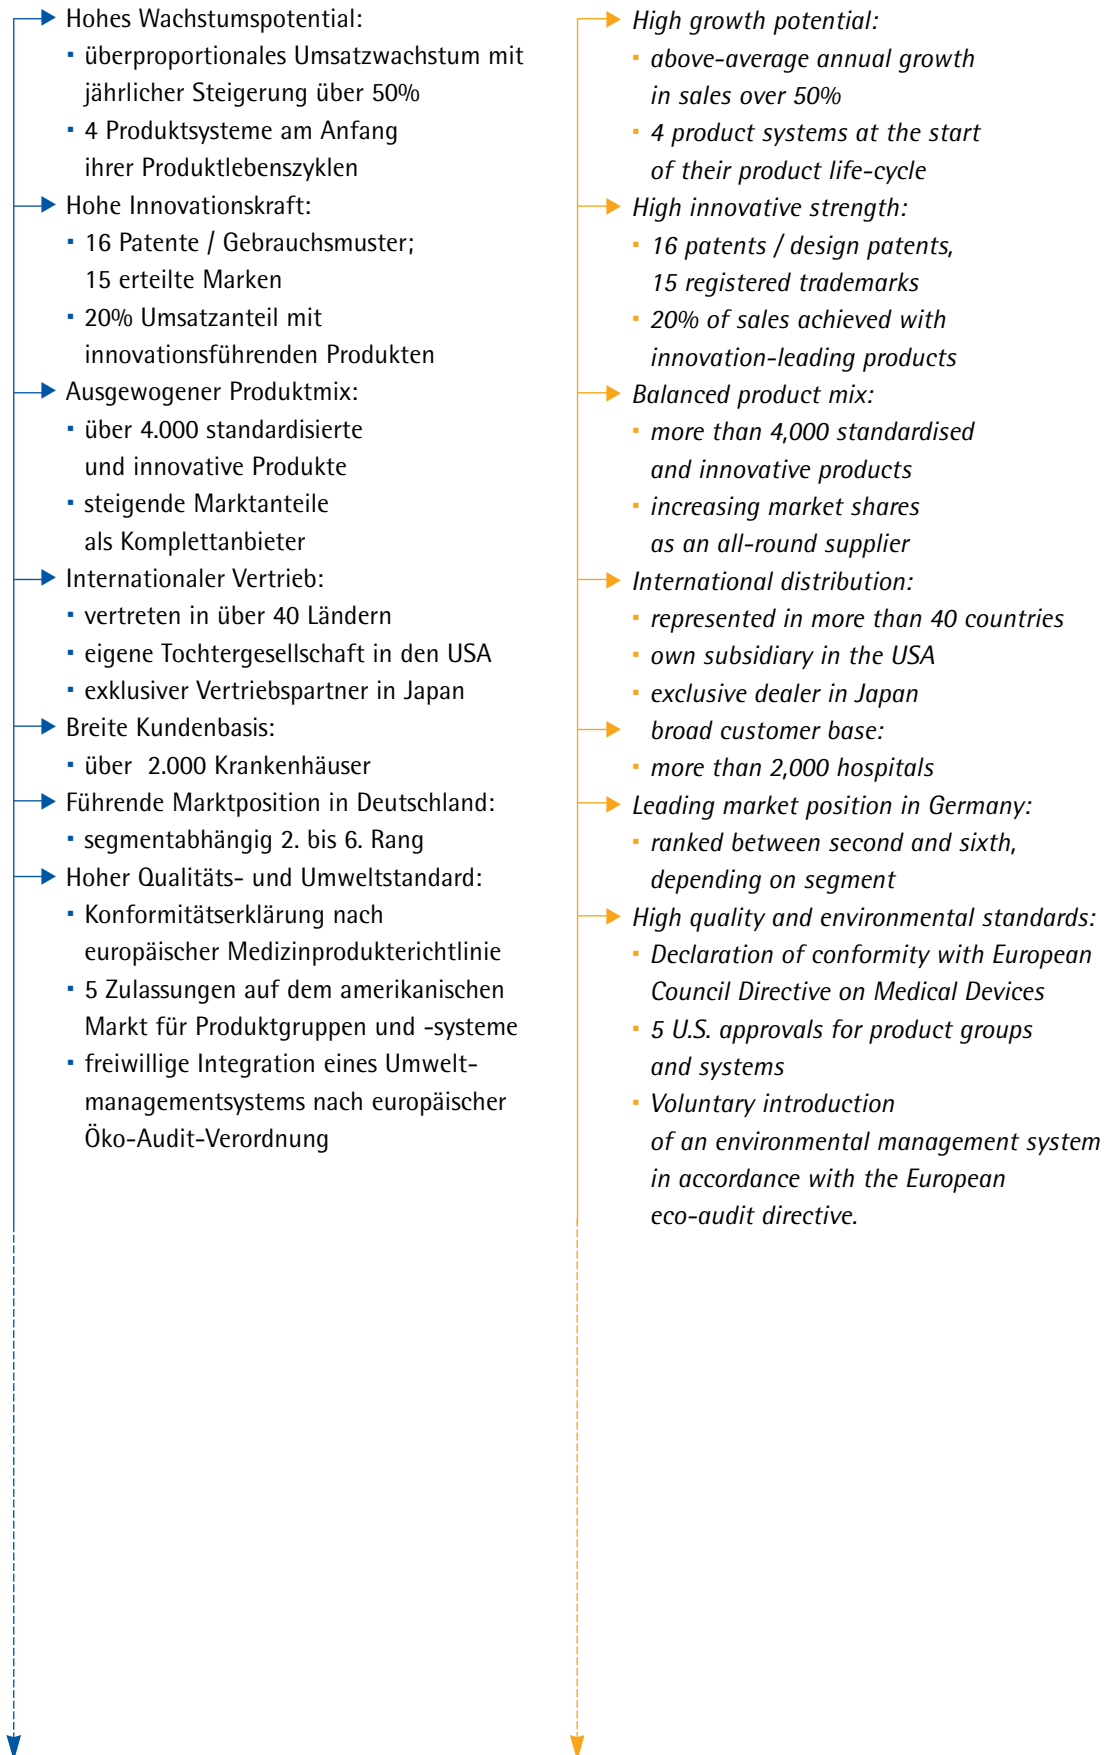 Hohes Wachstumspotential:
▪ überproportionales Umsatzwachstum mit
jährlicher Steigerung über 50%
▪ 4 Produktsysteme am Anfang
ihrer Produktlebenszyklen
Hohe Innovationskraft:
▪ 16 Patente / Gebrauchsmuster;
15 erteilte Marken
▪ 20% Umsatzanteil mit
innovationsführenden Produkten
Ausgewogener Produktmix:
▪ über 4.000 standardisierte
und innovative Produkte
▪ steigende Marktanteile
als Komplettanbieter
Internationaler Vertrieb:
▪ vertreten in über 40 Ländern
▪ eigene Tochtergesellschaft in den USA
▪ exklusiver Vertriebspartner in Japan
Breite Kundenbasis:
▪ über 2.000 Krankenhäuser
Führende Marktposition in Deutschland:
▪ segmentabhängig 2. bis 6. Rang
Hoher Qualitäts- und Umweltstandard:
▪ Konformitätserklärung nach
europäischer Medizinprodukterichtlinie
▪ 5 Zulassungen auf dem amerikanischen
Markt für Produktgruppen und -systeme
▪ freiwillige Integration eines Umwelt-
managementsystems nach europäischer
Öko-Audit-Verordnung
High growth potential:
▪ above-average annual growth
in sales over 50%
▪ 4 product systems at the start
of their product life-cycle
High innovative strength:
▪ 16 patents / design patents,
15 registered trademarks
▪ 20% of sales achieved with
innovation-leading products
Balanced product mix:
▪ more than 4,000 standardised
and innovative products
▪ increasing market shares
as an all-round supplier
International distribution:
▪ represented in more than 40 countries
▪ own subsidiary in the USA
▪ exclusive dealer in Japan
broad customer base:
▪ more than 2,000 hospitals
Leading market position in Germany:
▪ ranked between second and sixth,
depending on segment
High quality and environmental standards:
▪ Declaration of conformity with European
Council Directive on Medical Devices
▪ 5 U.S. approvals for product groups
and systems
▪ Voluntary introduction
of an environmental management system
in accordance with the European
eco-audit directive.